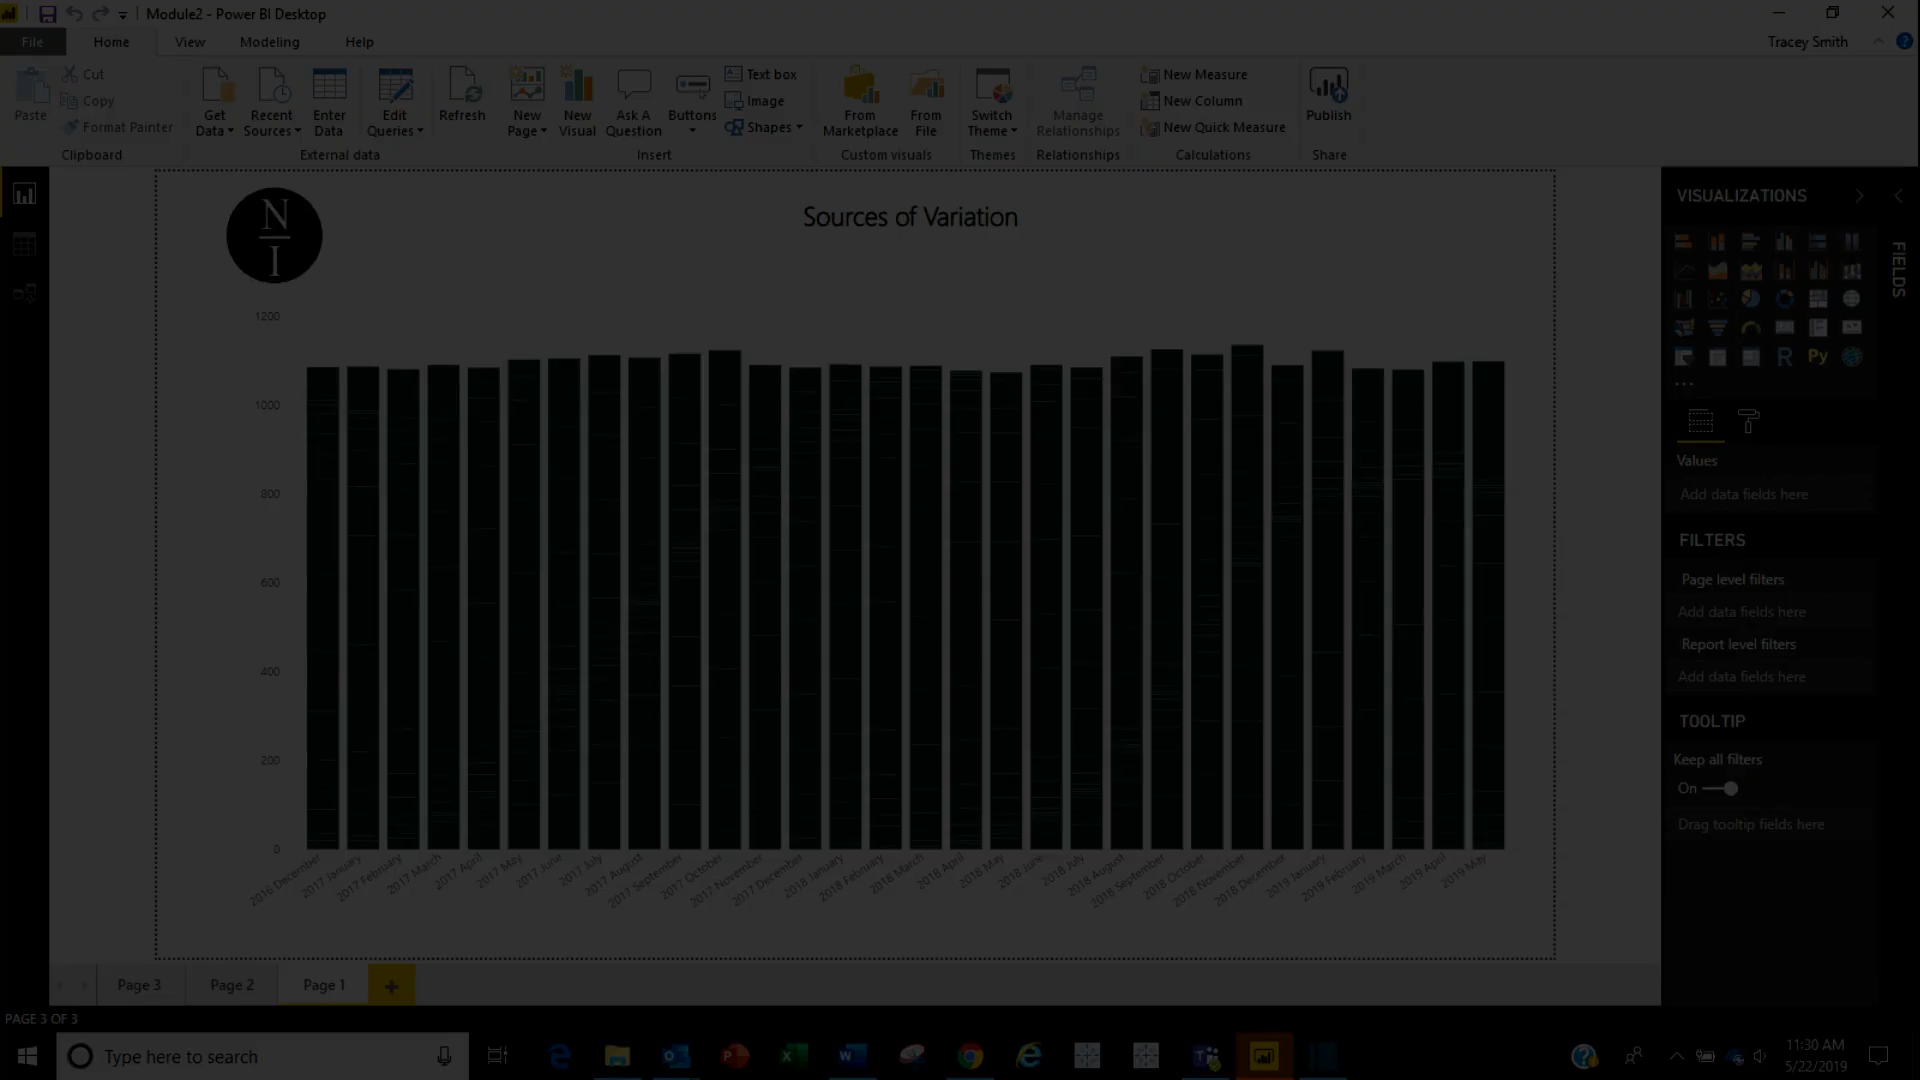 Module2 - Power BI Desktop
File Home View Modeling Help
Tracey Smith
Paste
Cut
Copy
Format Painter
Clipboard
Get Data
Recent Sources
Enter Data
Edit Queries
Refresh
External data
New Page
New Visual
Ask A Question
Buttons
Text box
Image
Shapes
Insert
From Marketplace
From File
Custom visuals
Switch Theme
Themes
Manage Relationships
Relationships
New Measure
New Column
New Quick Measure
Calculations
Publish
Share
N
I
Sources of Variation
1200
1000
800
600
400
200
0
2016 December
2017 January
2017 February
2017 March
2017 April
2017 May
2017 June
2017 July
2017 August
2017 September
2017 October
2017 November
2017 December
2018 January
2018 February
2018 March
2018 April
2018 May
2018 June
2018 July
2018 August
2018 September
2018 October
2018 November
2018 December
2019 January
2019 February
2019 March
2019 April
2019 May
VISUALIZATIONS
FIELDS
R Py
...
Values
Add data fields here
FILTERS
Page level filters
Add data fields here
Report level filters
Add data fields here
TOOLTIP
Keep all filters
On
Drag tooltip fields here
Page 3 Page 2 Page 1 +
PAGE 3 OF 3
Type here to search
11:30 AM
5/22/2019